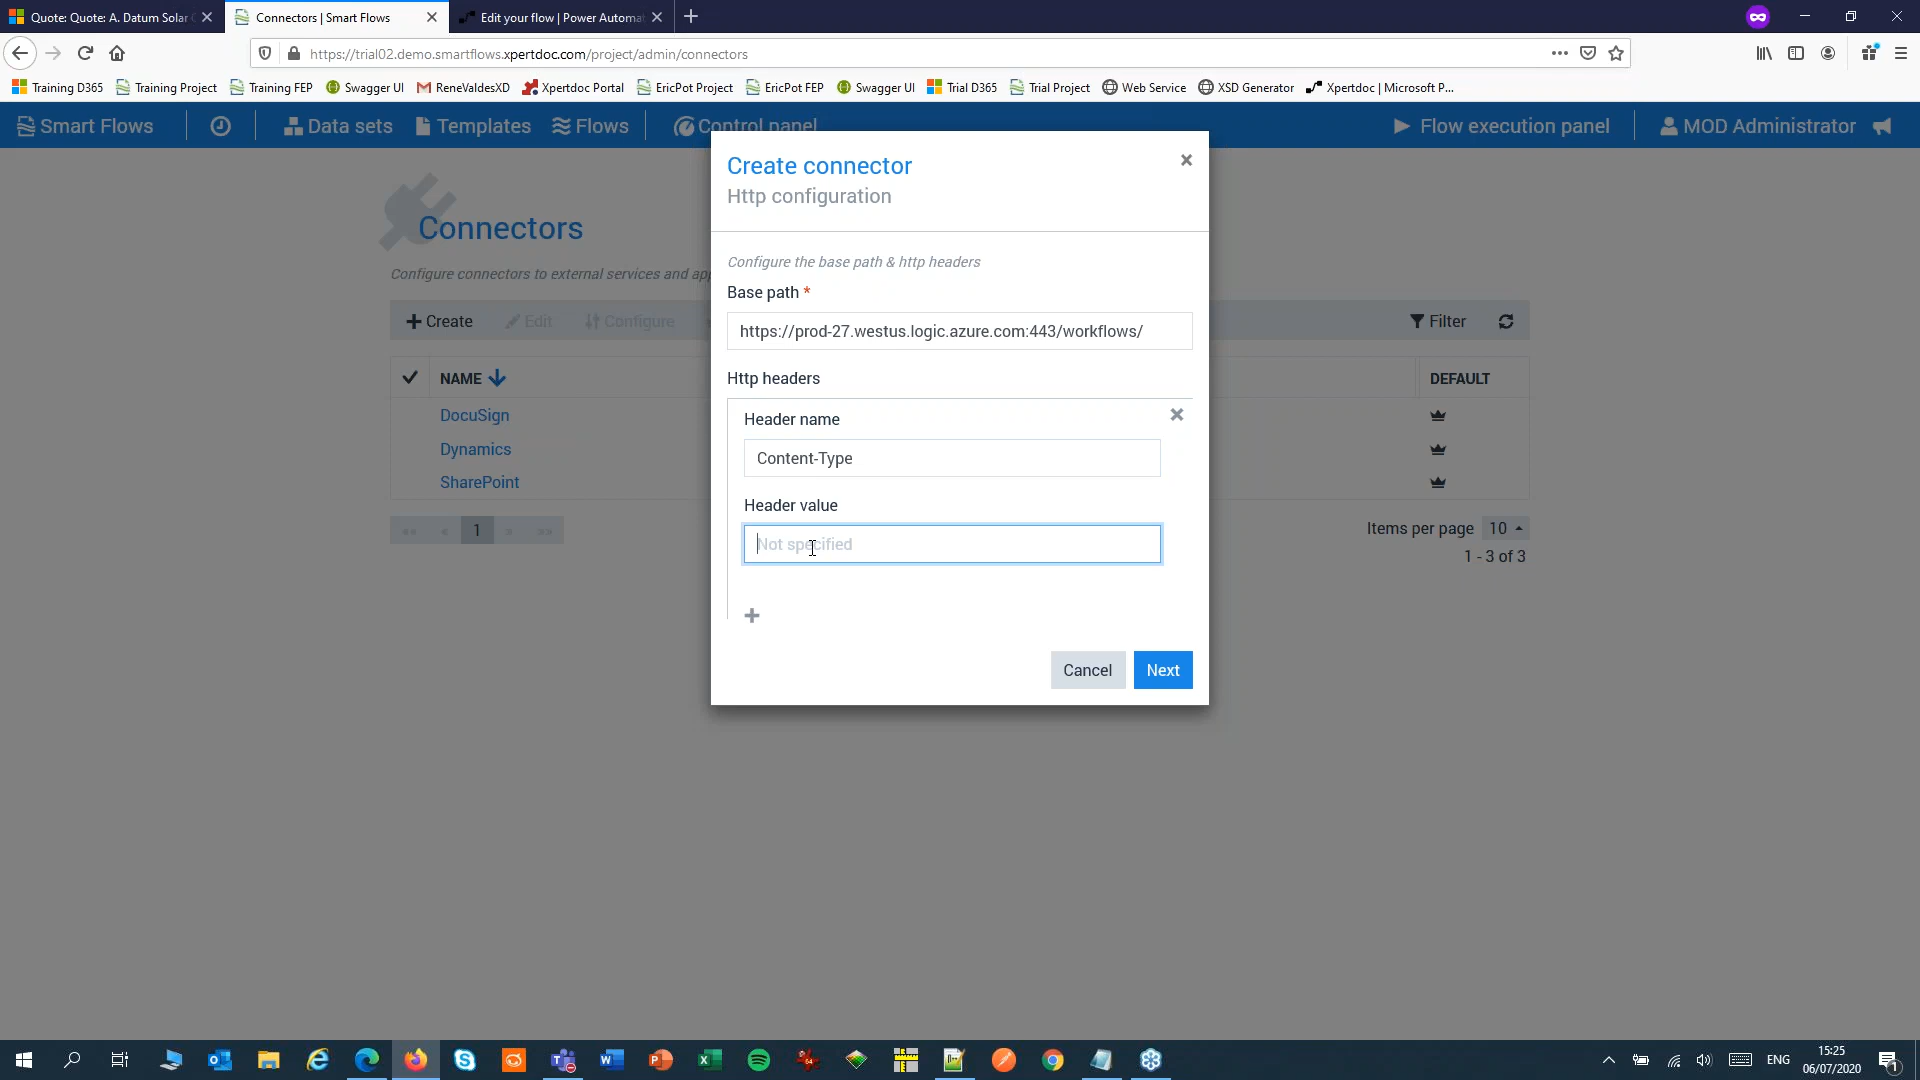 Quote: Quote: A. Datum Solar
Connectors | Smart Flows
Edit your flow | Power Automa
https://trial02.demo.smartflows.xpertdoc.com/project/admin/connectors
Training D365
Training Project
Training FEP
Swagger UI
ReneValdesXD
Xpertdoc Portal
EricPot Project
EricPot FEP
Swagger UI
Trial D365
Trial Project
Web Service
XSD Generator
Xpertdoc | Microsoft P...
Smart Flows
Data sets
Templates
Flows
Control panel
Flow execution panel
MOD Administrator
Connectors
Configure connectors to external services and
Create
Edit
Configure
Filter
NAME
DEFAULT
DocuSign
Dynamics
SharePoint
«« « 1 » »»
Items per page 10
1 - 3 of 3
Create connector
Http configuration
Configure the base path & http headers
Base path *
https://prod-27.westus.logic.azure.com:443/workflows/
Http headers
Header name
Content-Type
Header value
Not specified
Cancel
Next
ENG
15:25
06/07/2020
1